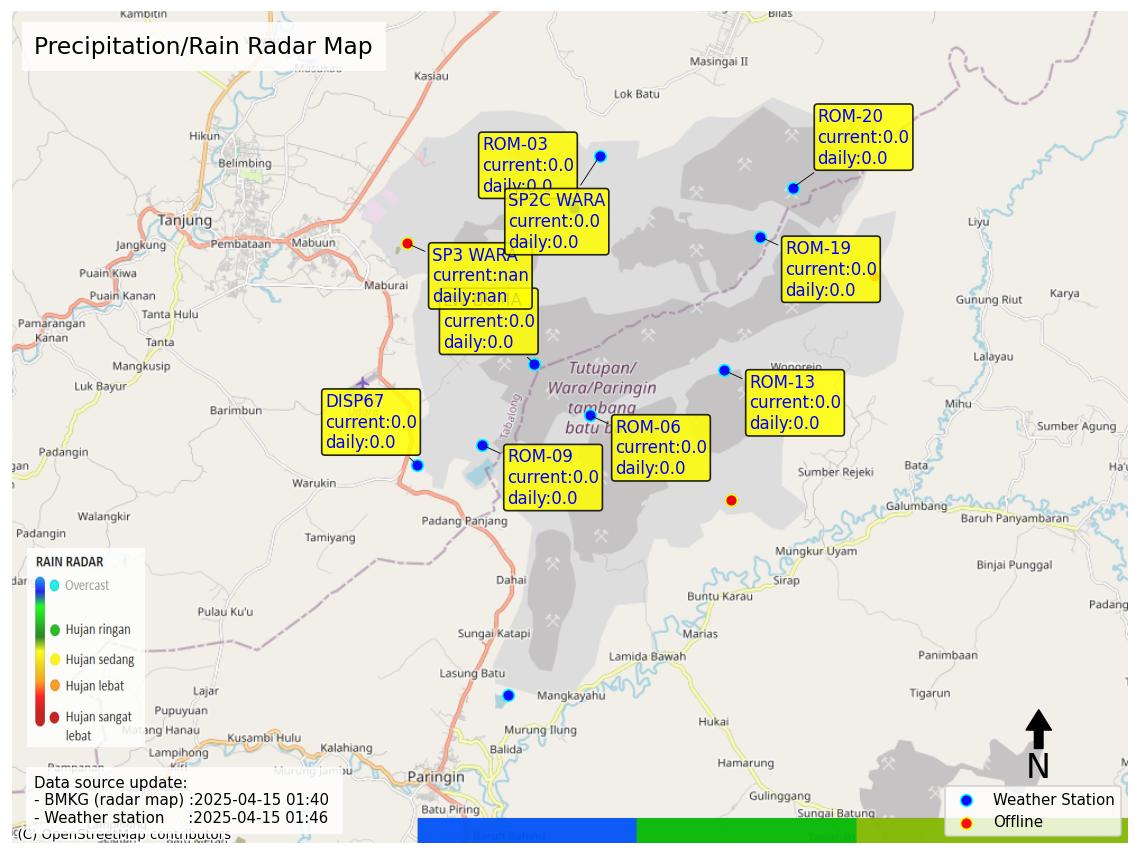 Kambitin
Bilas
Precipitation/Rain Radar Map
Masukau
Kasiau
Masingai II
Lok Batu
Hikun
Belimbing
ROM-20
current:0.0
daily:0.0
ROM-03
current:0.0
daily:0.0
SP2C WARA
current:0.0
daily:0.0
Tanjung
Jangkung
Pembataan
Mabuun
Liyu
SP3 WARA
current:nan
daily:nan
ROM-19
current:0.0
daily:0.0
Puain Kiwa
Puain Kanan
Maburai
Tanta Hulu
Gunung Riut
Karya
current:0.0
daily:0.0
Pamarangan
Kanan
Tanta
Mangkusip
Luk Bayur
Lalayau
Wonorejo
Tutupan/
Wara/Paringin
tambang
batu b
Tabalong
ROM-13
current:0.0
daily:0.0
DISP67
current:0.0
daily:0.0
Barimbun
Mihu
ROM-06
current:0.0
daily:0.0
Sumber Agung
Padangin
ROM-09
current:0.0
daily:0.0
Bata
Sumber Rejeki
Warukin
Galumbang
Baruh Panyambaran
Walangkir
Padang Panjang
Padangin
Tamiyang
Mungkur Uyam
Binjai Punggal
RAIN RADAR
Overcast
Hujan ringan
Hujan sedang
Hujan lebat
Hujan sangat
lebat
Dahai
Sirap
Buntu Karau
Padang
Pulau Ku'u
Sungai Katapi
Marias
Lamida Bawah
Panimbaan
Lasung Batu
Lajar
Mangkayahu
Tigarun
Pupuyuan
Matang Hanau
Hukai
Murung Ilung
Kusambi Hulu
Kalahiang
Lampihong
Balida
Hamarung
N
Murung Jambu
Paringin
Gulinggang
Batu Piring
Sungai Batung
Data source update:
- BMKG (radar map) :2025-04-15 01:40
- Weather station :2025-04-15 01:46
(C) OpenStreetMap contributors
Weather Station
Offline